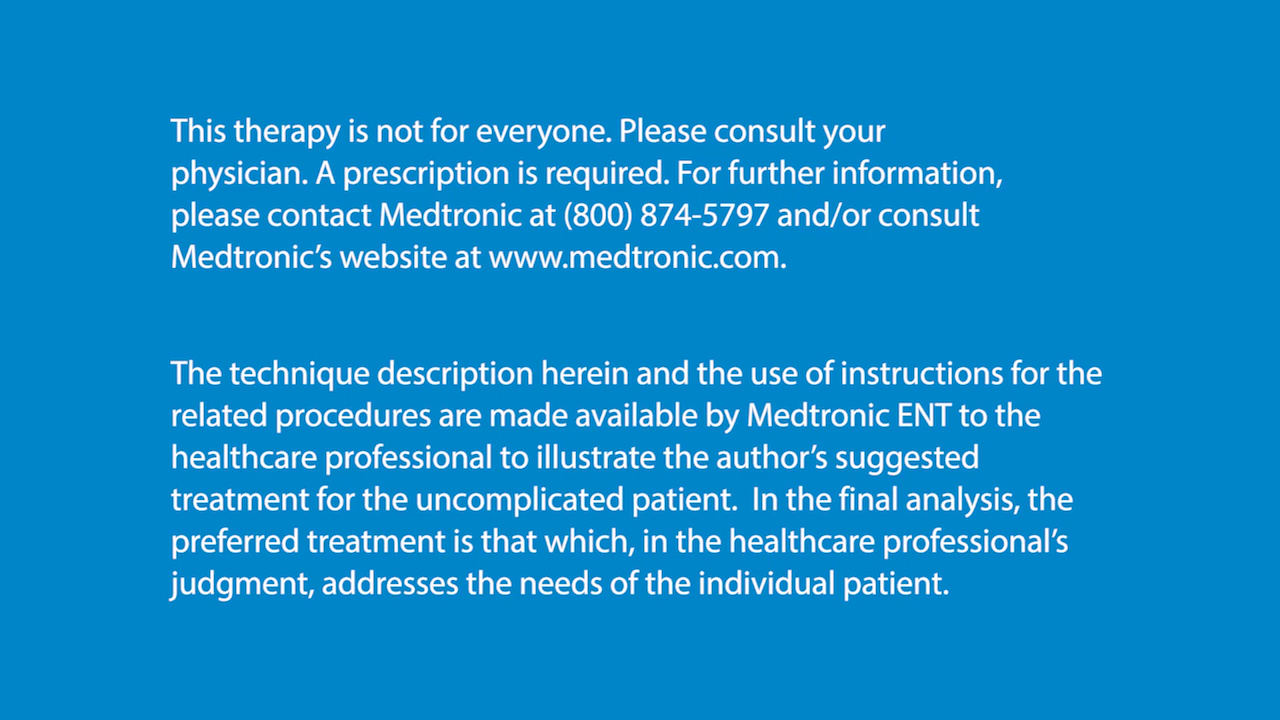 This therapy is not for everyone. Please consult your
physician. A prescription is required. For further information,
please contact Medtronic at (800) 874-5797 and/or consult
Medtronic’s website at www.medtronic.com.
The technique description herein and the use of instructions for the
related procedures are made available by Medtronic ENT to the
healthcare professional to illustrate the author’s suggested
treatment for the uncomplicated patient.  In the final analysis, the
preferred treatment is that which, in the healthcare professional’s
judgment, addresses the needs of the individual patient.